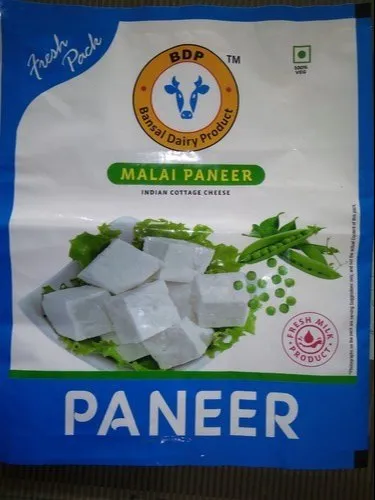 Fresh
Pack
BDP
TM
Bansal Dairy Product
100%
VEG
MALAI PANEER
INDIAN COTTAGE CHEESE
FRESH MILK
PRODUCT
PANEER